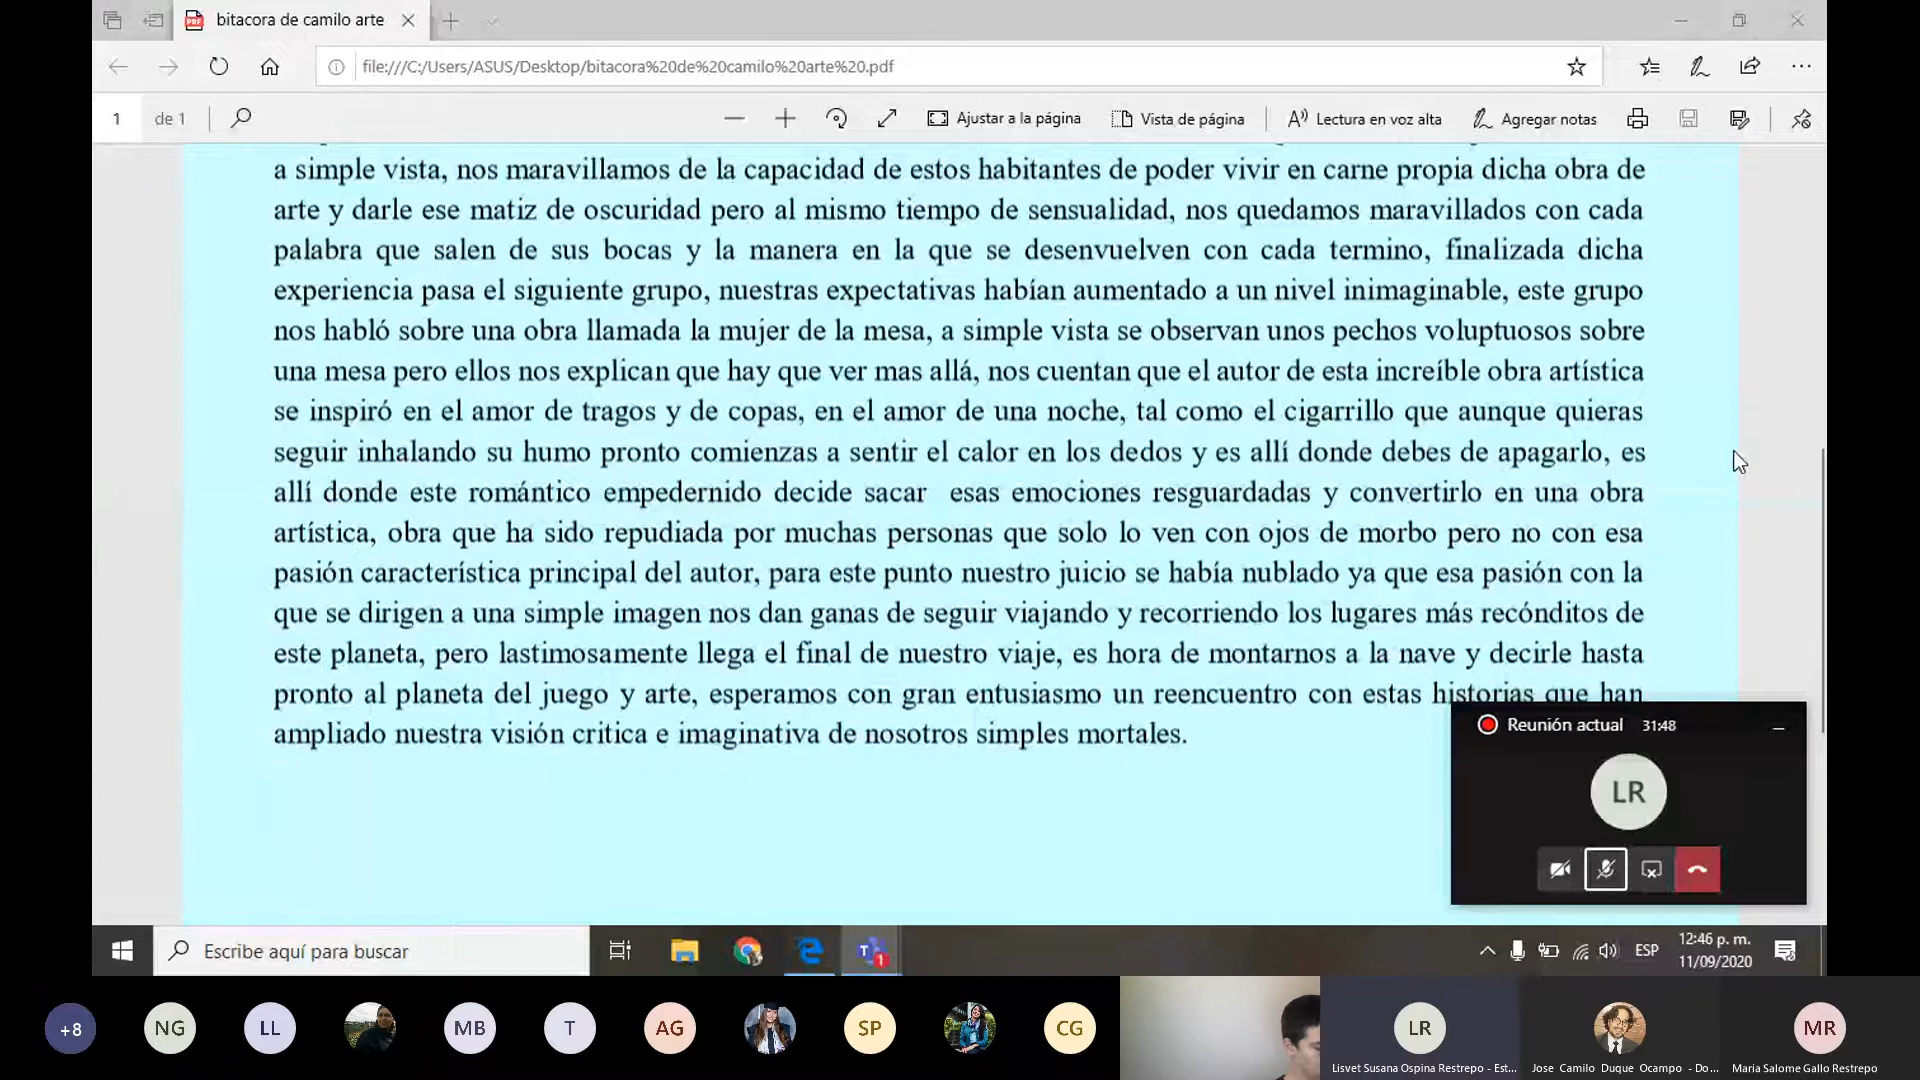 bitacora de camilo arte
file:///C:/Users/ASUS/Desktop/bitacora%20de%20camilo%20arte%20.pdf
1 de 1 Ajustar a la página Vista de página Lectura en voz alta Agregar notas
a simple vista, nos maravillamos de la capacidad de estos habitantes de poder vivir en carne propia dicha obra de
arte y darle ese matiz de oscuridad pero al mismo tiempo de sensualidad, nos quedamos maravillados con cada
palabra que salen de sus bocas y la manera en la que se desenvuelven con cada termino, finalizada dicha
experiencia pasa el siguiente grupo, nuestras expectativas habían aumentado a un nivel inimaginable, este grupo
nos habló sobre una obra llamada la mujer de la mesa, a simple vista se observan unos pechos voluptuosos sobre
una mesa pero ellos nos explican que hay que ver mas allá, nos cuentan que el autor de esta increíble obra artística
se inspiró en el amor de tragos y de copas, en el amor de una noche, tal como el cigarrillo que aunque quieras
seguir inhalando su humo pronto comienzas a sentir el calor en los dedos y es allí donde debes de apagarlo, es
allí donde este romántico empedernido decide sacar esas emociones resguardadas y convertirlo en una obra
artística, obra que ha sido repudiada por muchas personas que solo lo ven con ojos de morbo pero no con esa
pasión característica principal del autor, para este punto nuestro juicio se había nublado ya que esa pasión con la
que se dirigen a una simple imagen nos dan ganas de seguir viajando y recorriendo los lugares más recónditos de
este planeta, pero lastimosamente llega el final de nuestro viaje, es hora de montarnos a la nave y decirle hasta
pronto al planeta del juego y arte, esperamos con gran entusiasmo un reencuentro con estas historias que han
ampliado nuestra visión critica e imaginativa de nosotros simples mortales.
Reunión actual 31:48
LR
Escribe aquí para buscar
ESP
12:46 p. m.
11/09/2020
+8 NG LL MB T AG SP CG LR MR
Lisvet Susana Ospina Restrepo - Est... Jose Camilo Duque Ocampo - Do... Maria Salome Gallo Restrepo